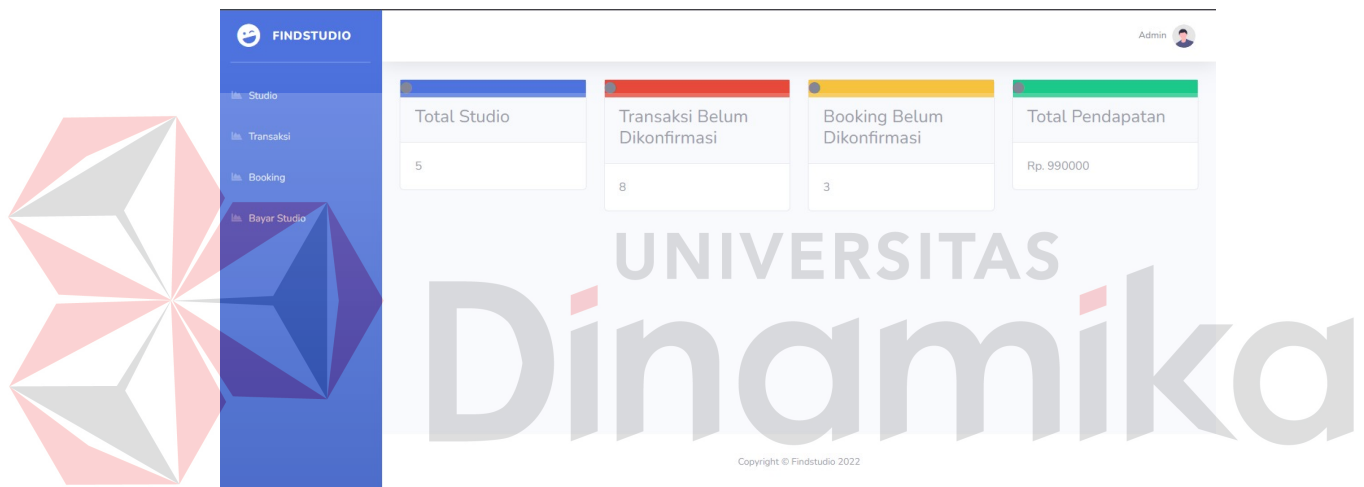 FINDSTUDIO
Admin
Studio
Transaksi
Booking
Bayar Studio
Total Studio
5
Transaksi Belum
Dikonfirmasi
8
Booking Belum
Dikonfirmasi
3
Total Pendapatan
Rp. 990000
UNIVERSITAS
Dinamika
Copyright © Findstudio 2022